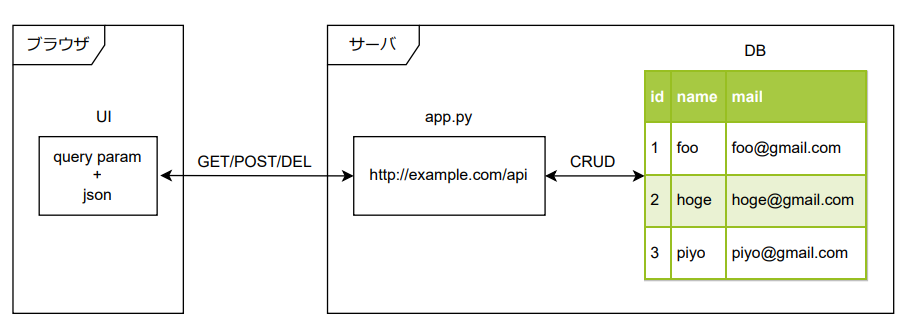 ブラウザ
UI
query param
+
json
GET/POST/DEL
サーバ
app.py
http://example.com/api
CRUD
DB
id name mail
1 foo foo@gmail.com
2 hoge hoge@gmail.com
3 piyo piyo@gmail.com